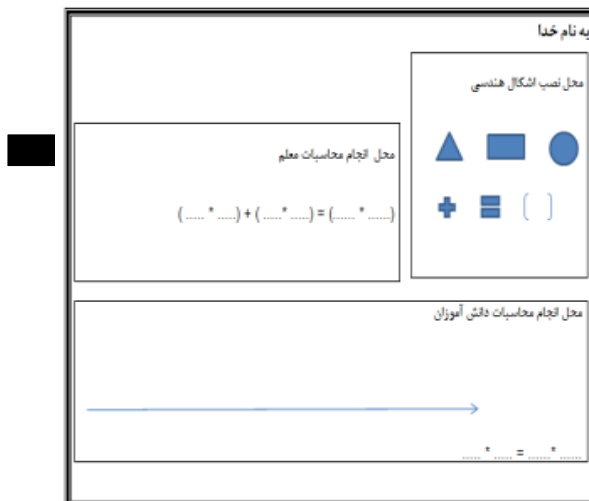 به نام خدا
محل نصب اشکال هندسی
محل انجام محاسبات معلم
( ..... * .....) + ( .....* .....) = (...... * ......)
محل انجام محاسبات دانش آموزان
..... * ..... = ......* ......